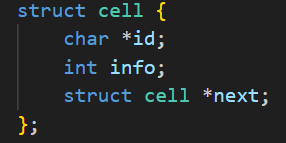 struct cell {
    char *id;
    int info;
    struct cell *next;
};